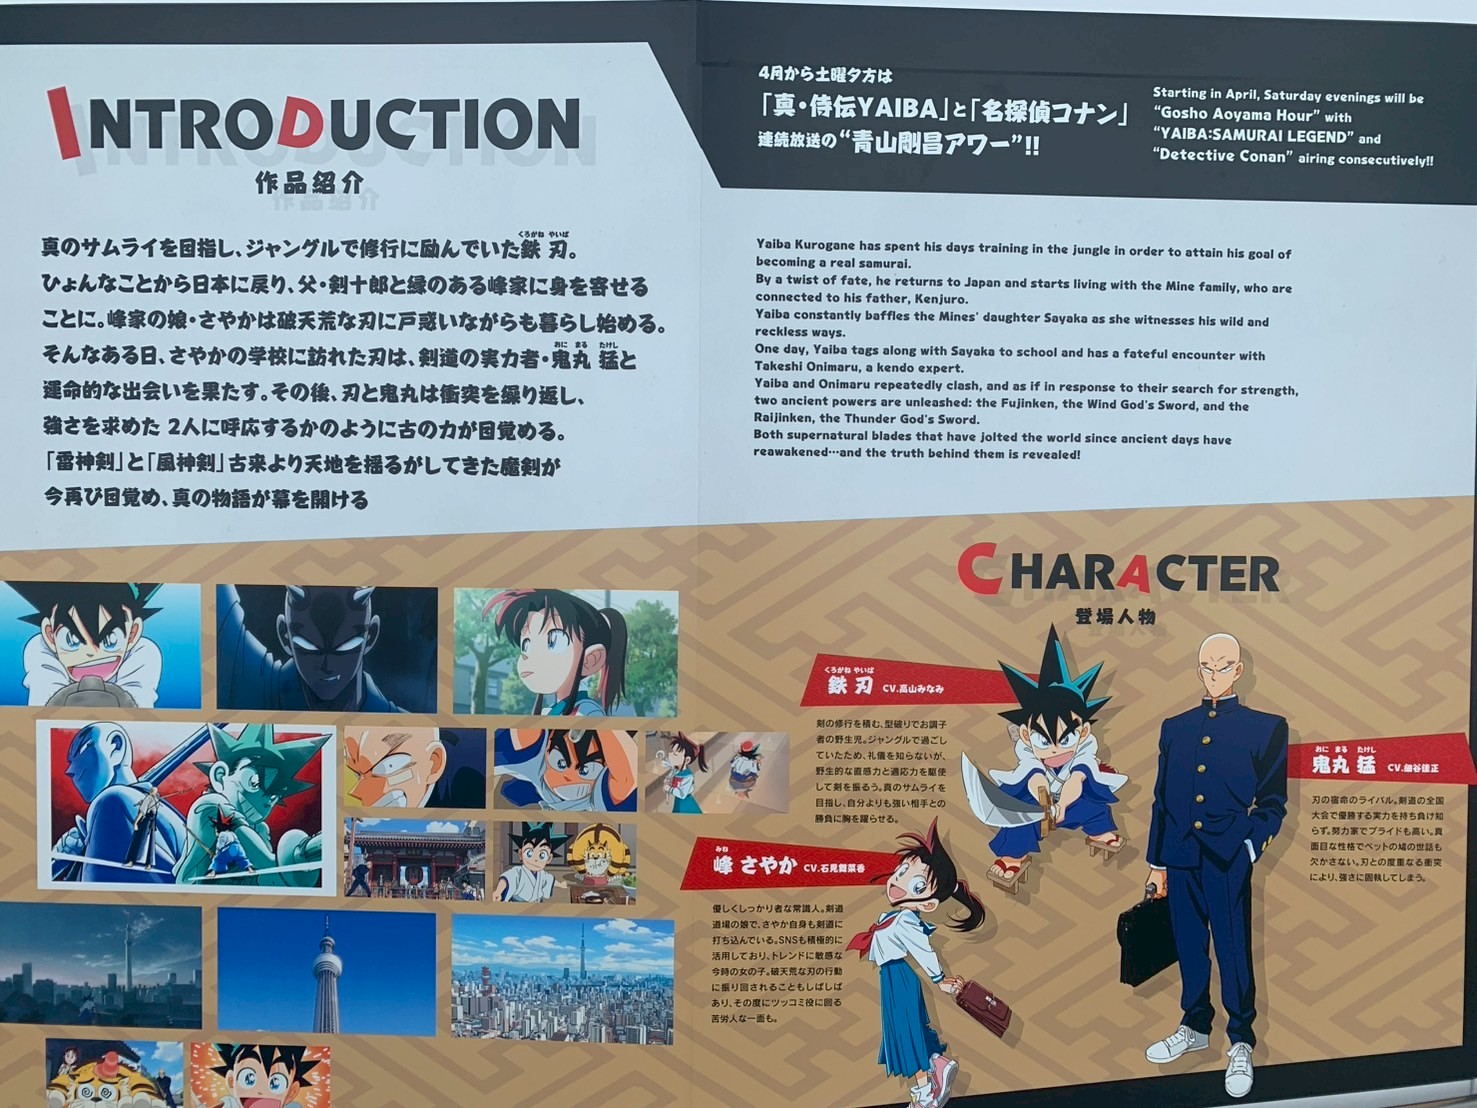 INTRODUCTION
作品紹介
くろがね やいば
真のサムライを目指し、ジャングルで修行に励んでいた鉄 刃。
ひょんなことから日本に戻り、父・剣十郎と縁のある峰家に身を寄せる
ことに。峰家の娘・さやかは破天荒な刃に戸惑いながらも暮らし始める。
おに まる たけし
そんなある日、さやかの学校に訪れた刃は、剣道の実力者・鬼丸 猛と
運命的な出会いを果たす。その後、刃と鬼丸は衝突を繰り返し、
強さを求めた 2人に呼応するかのように古の力が目覚める。
「雷神剣」と「風神剣」古来より天地を揺るがしてきた魔剣が
今再び目覚め、真の物語が幕を開ける
4月から土曜夕方は
「真・侍伝YAIBA」と「名探偵コナン」
連続放送の“青山剛昌アワー”!!
Starting in April, Saturday evenings will be
“Gosho Aoyama Hour” with
“YAIBA:SAMURAI LEGEND” and
“Detective Conan” airing consecutively!!
Yaiba Kurogane has spent his days training in the jungle in order to attain his goal of
becoming a real samurai.
By a twist of fate, he returns to Japan and starts living with the Mine family, who are
connected to his father, Kenjuro.
Yaiba constantly baffles the Mines' daughter Sayaka as she witnesses his wild and
reckless ways.
One day, Yaiba tags along with Sayaka to school and has a fateful encounter with
Takeshi Onimaru, a kendo expert.
Yaiba and Onimaru repeatedly clash, and as if in response to their search for strength,
two ancient powers are unleashed: the Fujinken, the Wind God's Sword, and the
Raijinken, the Thunder God's Sword.
Both supernatural blades that have jolted the world since ancient days have
reawakened…and the truth behind them is revealed!
CHARACTER
登場人物
くろがね やいば
鉄 刃 CV.高山みなみ
剣の修行を積む、型破りでお調子
者の野生児。ジャングルで過ごし
ていたため、礼儀を知らないが、
野生的な直感力と適応力を駆使
して剣を振るう。真のサムライを
目指し、自分よりも強い相手との
勝負に胸を躍らせる。
みね
峰 さやか CV.石見舞菜香
優しくしっかり者な常識人。剣道
道場の娘で、さやか自身も剣道に
打ち込んでいる。SNSも積極的に
活用しており、トレンドに敏感な
今時の女の子。破天荒な刃の行動
に振り回されることもしばしば
あり、その度にツッコミ役に回る
苦労人な一面も。
おに まる たけし
鬼丸 猛 CV.細谷佳正
刃の宿命のライバル。剣道の全国
大会で優勝する実力を持ち負け知
らず。努力家でプライドも高い。真
面目な性格でペットの鳩の世話も
欠かさない。刃との度重なる衝突
により、強さに固執してしまう。